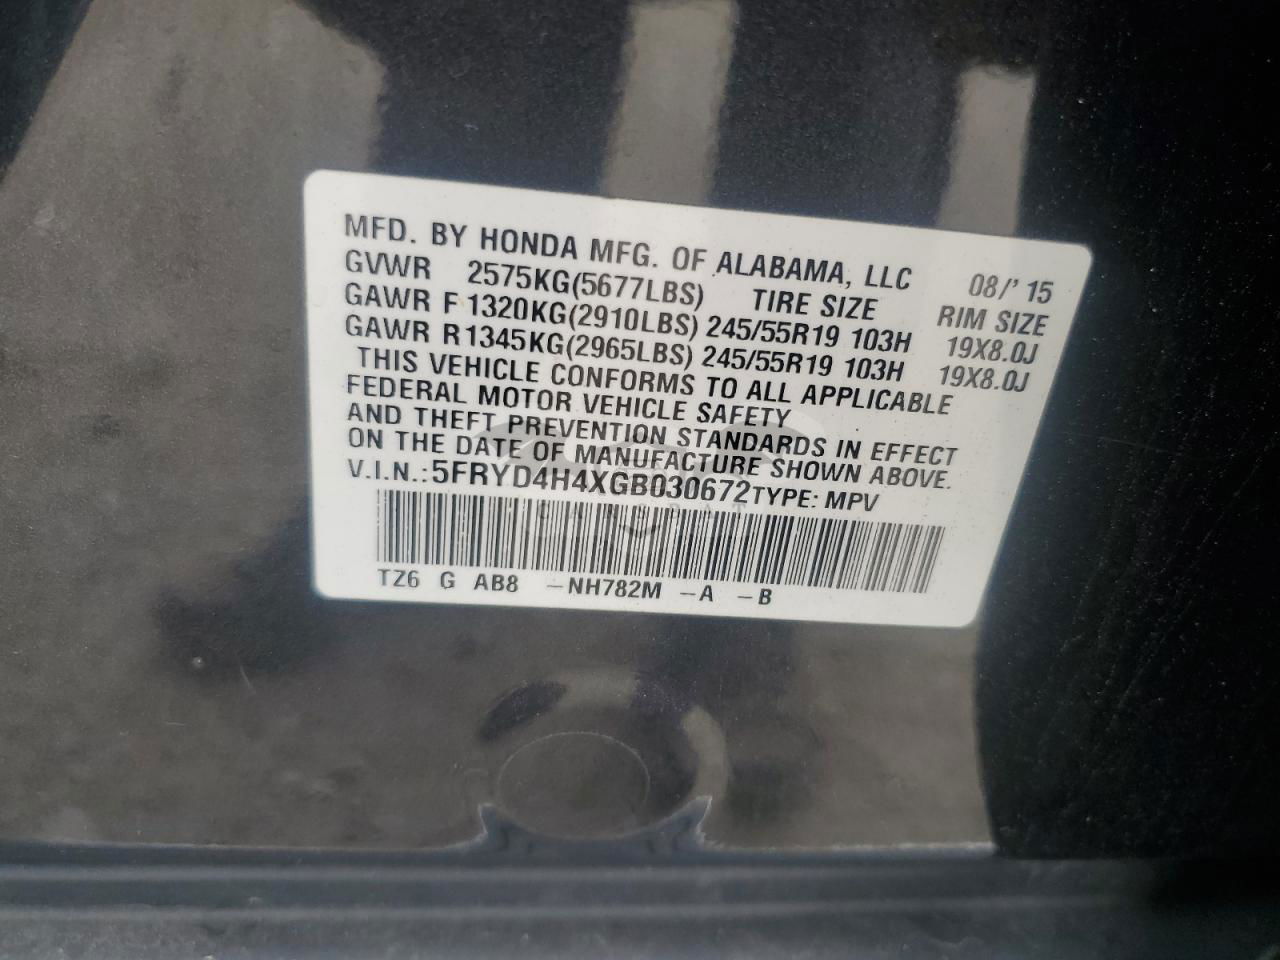 MFD. BY HONDA MFG. OF ALABAMA, LLC 08/'15
GVWR 2575KG(5677LBS) TIRE SIZE RIM SIZE
GAWR F 1320KG(2910LBS) 245/55R19 103H 19X8.0J
GAWR R 1345KG(2965LBS) 245/55R19 103H 19X8.0J
THIS VEHICLE CONFORMS TO ALL APPLICABLE
FEDERAL MOTOR VEHICLE SAFETY
AND THEFT PREVENTION STANDARDS IN EFFECT
ON THE DATE OF MANUFACTURE SHOWN ABOVE.
V.I.N.: 5FRYD4H4XGB030672 TYPE: MPV
TZ6 G AB8 -NH782M -A -B